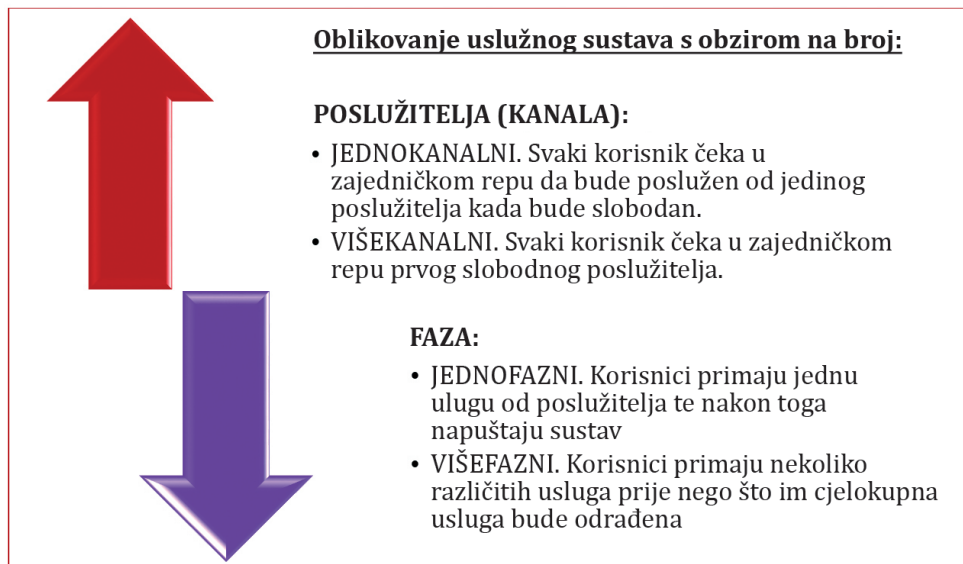 Oblikovanje uslužnog sustava s obzirom na broj:
POSLUŽITELJA (KANALA):
• JEDNOKANALNI. Svaki korisnik čeka u
zajedničkom repu da bude poslužen od jedinog
poslužitelja kada bude slobodan.
• VIŠEKANALNI. Svaki korisnik čeka u zajedničkom
repu prvog slobodnog poslužitelja.
FAZA:
• JEDNOFAZNI. Korisnici primaju jednu
ulugu od poslužitelja te nakon toga
napuštaju sustav
• VIŠEFAZNI. Korisnici primaju nekoliko
različitih usluga prije nego što im cjelokupna
usluga bude odrađena